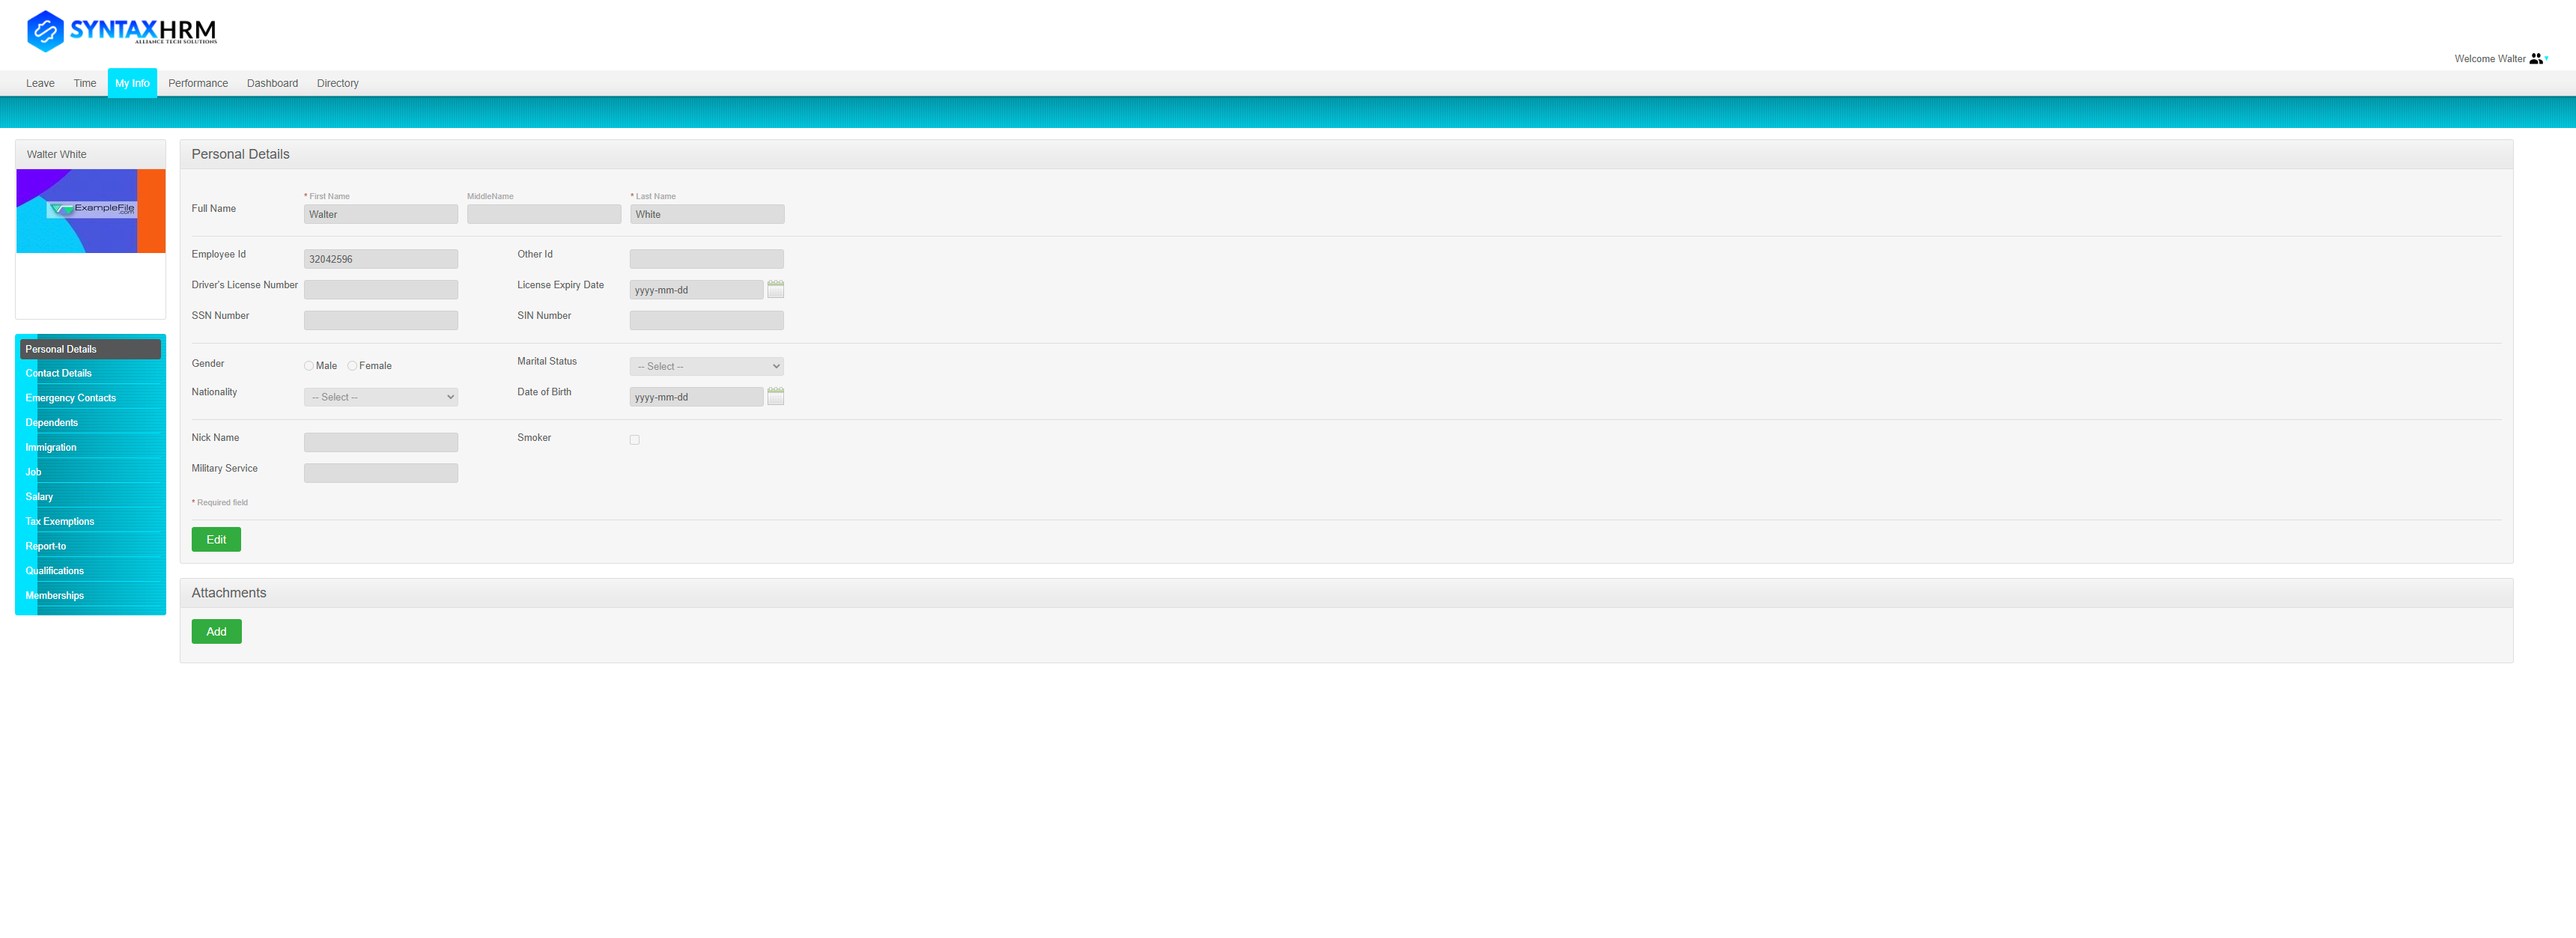 SYNTAXHRM
ALLIANCE TECH SOLUTIONS
Welcome Walter
Leave Time My Info Performance Dashboard Directory
Walter White
ExampleFile
.com
Personal Details
Contact Details
Emergency Contacts
Dependents
Immigration
Job
Salary
Tax Exemptions
Report-to
Qualifications
Memberships
Personal Details
* First Name MiddleName * Last Name
Full Name Walter White
Employee Id 32042596 Other Id
Driver's License Number License Expiry Date yyyy-mm-dd
SSN Number SIN Number
Gender Male Female Marital Status -- Select --
Nationality -- Select -- Date of Birth yyyy-mm-dd
Nick Name Smoker
Military Service
* Required field
Edit
Attachments
Add